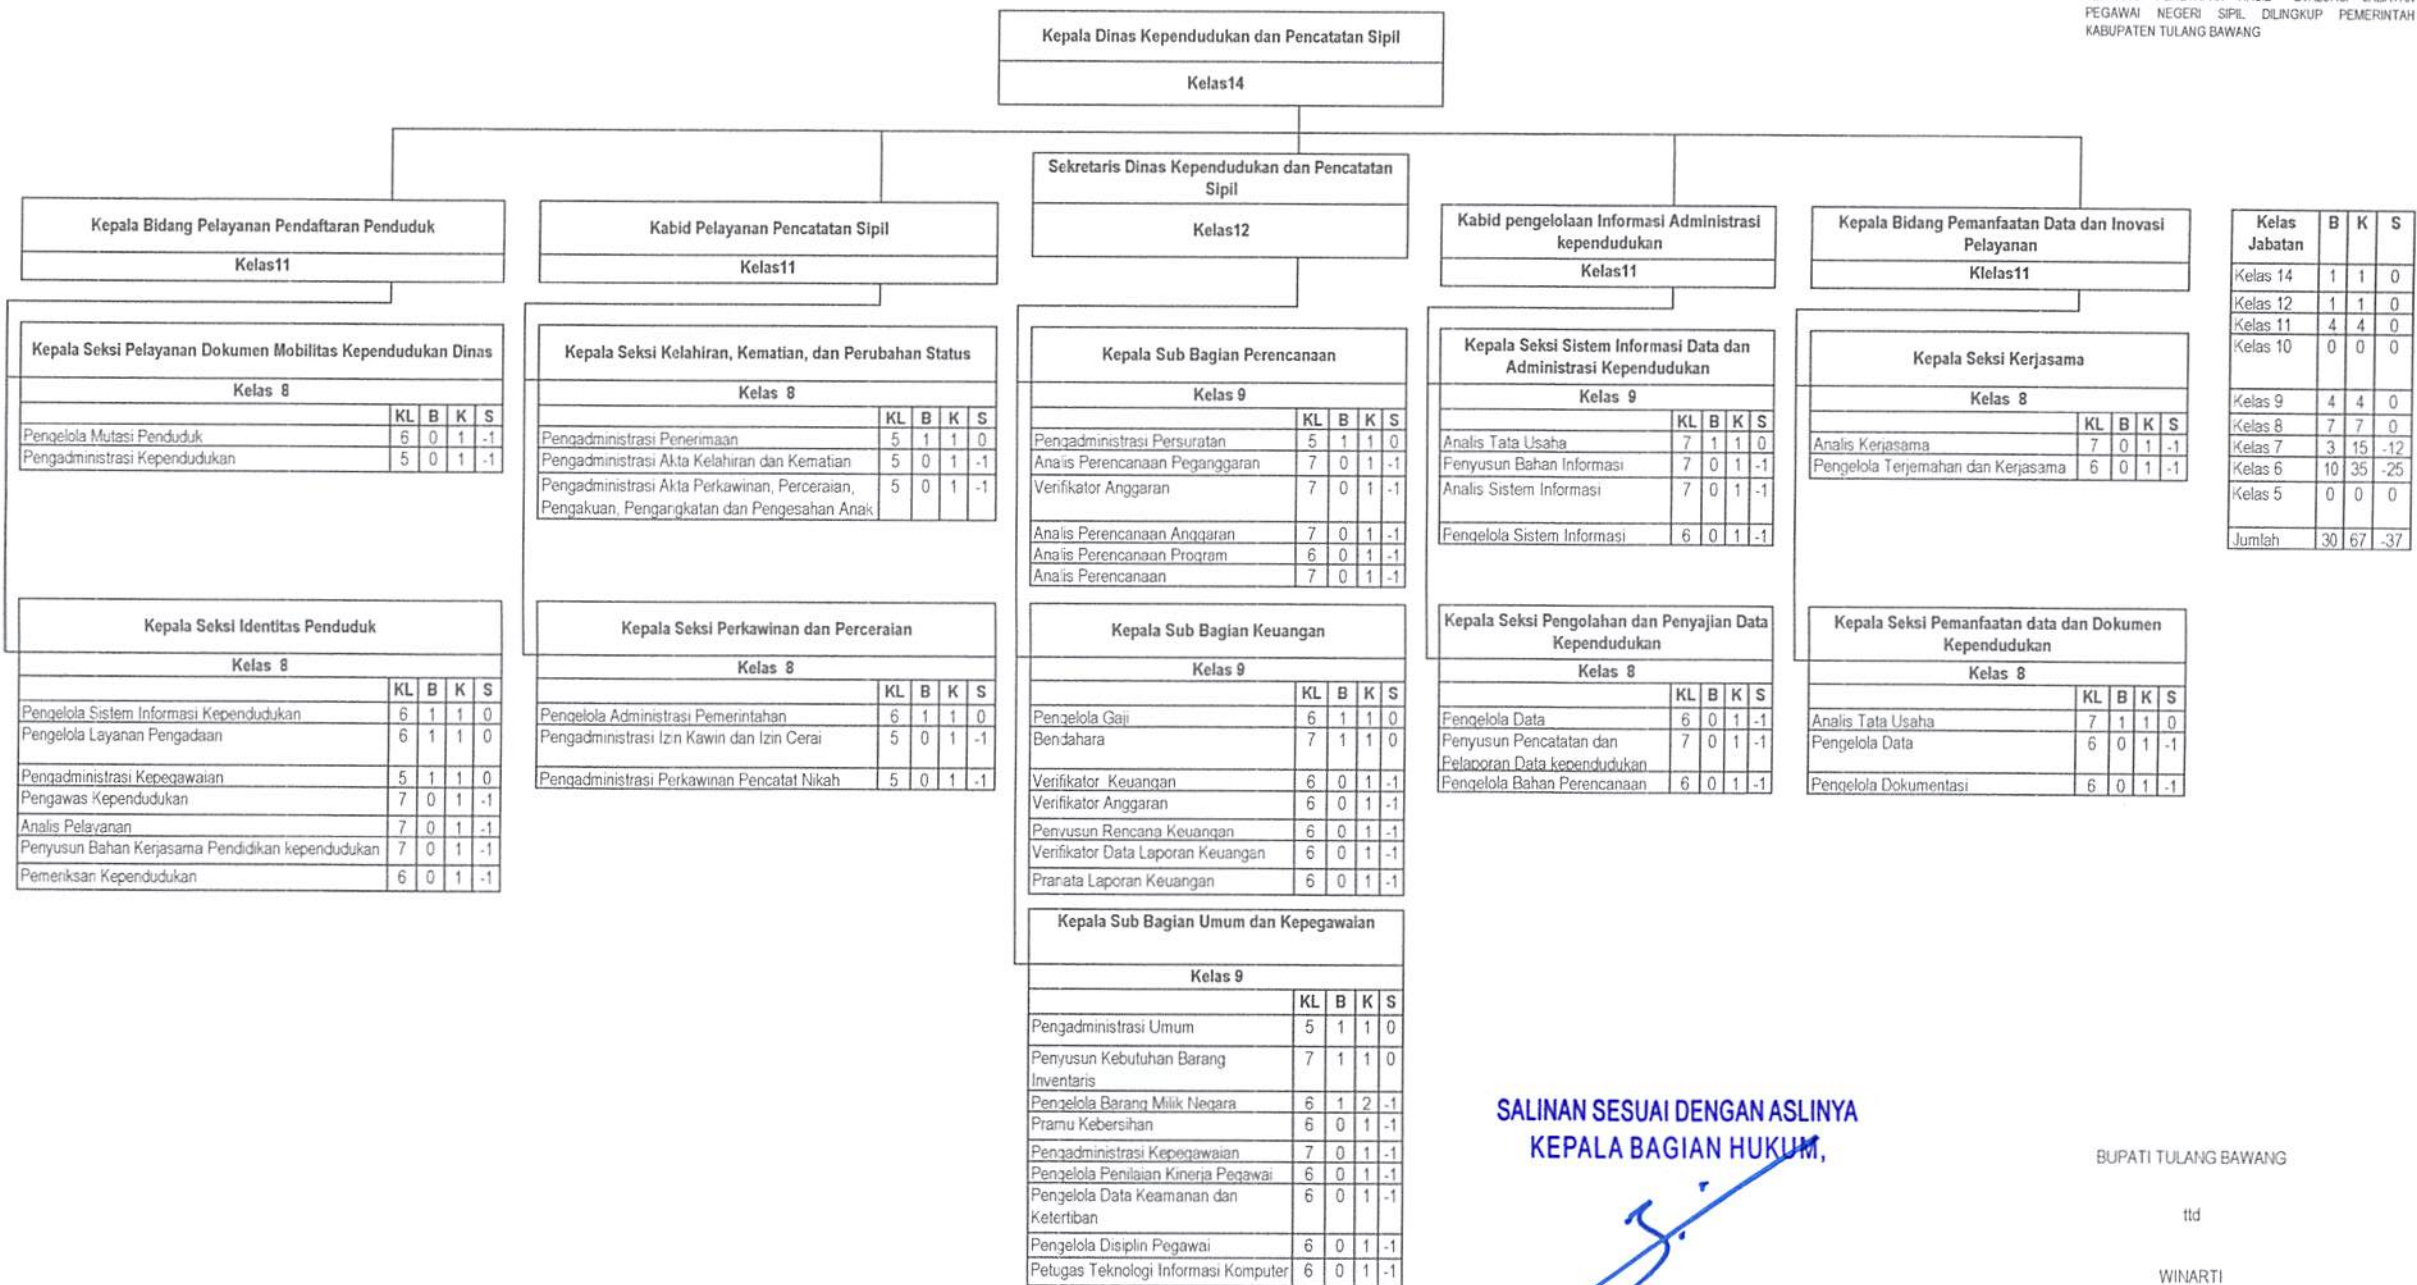 PEGAWAI NEGERI SIPIL DILINGKUP PEMERINTAH
KABUPATEN TULANG BAWANG
Kepala Dinas Kependudukan dan Pencatatan Sipil
Kelas14
Sekretaris Dinas Kependudukan dan Pencatatan
Sipil
Kelas12
Kepala Bidang Pelayanan Pendaftaran Penduduk
Kelas11
Kepala Seksi Pelayanan Dokumen Mobilitas Kependudukan Dinas
Kelas 8
KL B K S
Pengelola Mutasi Penduduk 6 0 1 -1
Pengadministrasi Kependudukan 5 0 1 -1
Kepala Seksi Identitas Penduduk
Kelas 8
KL B K S
Pengelola Sistem Informasi Kependudukan 6 1 1 0
Pengelola Layanan Pengadaan 6 1 1 0
Pengadministrasi Kepegawaian 5 1 1 0
Pengawas Kependudukan 7 0 1 -1
Analis Pelayanan 7 0 1 -1
Penyusun Bahan Kerjasama Pendidikan kependudukan 7 0 1 -1
Pemeriksan Kependudukan 6 0 1 -1
Kabid Pelayanan Pencatatan Sipil
Kelas11
Kepala Seksi Kelahiran, Kematian, dan Perubahan Status
Kelas 8
KL B K S
Pengadministrasi Penerimaan 5 1 1 0
Pengadministrasi Akta Kelahiran dan Kematian 5 0 1 -1
Pengadministrasi Akta Perkawinan, Perceraian, 5 0 1 -1
Pengakuan, Pengangkatan dan Pengesahan Anak
Kepala Seksi Perkawinan dan Perceraian
Kelas 8
KL B K S
Pengelola Administrasi Pemerintahan 6 1 1 0
Pengadministrasi Izin Kawin dan Izin Cerai 5 0 1 -1
Pengadministrasi Perkawinan Pencatat Nikah 5 0 1 -1
Kepala Sub Bagian Perencanaan
Kelas 9
KL B K S
Pengadministrasi Persuratan 5 1 1 0
Analis Perencanaan Peganggaran 7 0 1 -1
Verifikator Anggaran 7 0 1 -1
Analis Perencanaan Anggaran 7 0 1 -1
Analis Perencanaan Program 6 0 1 -1
Analis Perencanaan 7 0 1 -1
Kepala Sub Bagian Keuangan
Kelas 9
KL B K S
Pengelola Gaji 6 1 1 0
Bendahara 7 1 1 0
Verifikator Keuangan 6 0 1 -1
Verifikator Anggaran 6 0 1 -1
Penyusun Rencana Keuangan 6 0 1 -1
Verifikator Data Laporan Keuangan 6 0 1 -1
Pranata Laporan Keuangan 6 0 1 -1
Kepala Sub Bagian Umum dan Kepegawaian
Kelas 9
KL B K S
Pengadministrasi Umum 5 1 1 0
Penyusun Kebutuhan Barang 7 1 1 0
Inventaris
Pengelola Barang Milik Negara 6 1 2 -1
Pramu Kebersihan 6 0 1 -1
Pengadministrasi Kepegawaian 7 0 1 -1
Pengelola Penilaian Kinerja Pegawai 6 0 1 -1
Pengelola Data Keamanan dan 6 0 1 -1
Ketertiban
Pengelola Disiplin Pegawai 6 0 1 -1
Petugas Teknologi Informasi Komputer 6 0 1 -1
Kabid pengelolaan Informasi Administrasi
kependudukan
Kelas11
Kepala Seksi Sistem Informasi Data dan
Administrasi Kependudukan
Kelas 9
KL B K S
Analis Tata Usaha 7 1 1 0
Penyusun Bahan Informasi 7 0 1 -1
Analis Sistem Informasi 7 0 1 -1
Pengelola Sistem Informasi 6 0 1 -1
Kepala Seksi Pengolahan dan Penyajian Data
Kependudukan
Kelas 8
KL B K S
Pengelola Data 6 0 1 -1
Penyusun Pencatatan dan 7 0 1 -1
Pelaporan Data kependudukan
Pengelola Bahan Perencanaan 6 0 1 -1
Kepala Bidang Pemanfaatan Data dan Inovasi
Pelayanan
Klelas11
Kepala Seksi Kerjasama
Kelas 8
KL B K S
Analis Kerjasama 7 0 1 -1
Pengelola Terjemahan dan Kerjasama 6 0 1 -1
Kepala Seksi Pemanfaatan data dan Dokumen
Kependudukan
Kelas 8
KL B K S
Analis Tata Usaha 7 1 1 0
Pengelola Data 6 0 1 -1
Pengelola Dokumentasi 6 0 1 -1
Kelas B K S
Jabatan
Kelas 14 1 1 0
Kelas 12 1 1 0
Kelas 11 4 4 0
Kelas 10 0 0 0
Kelas 9 4 4 0
Kelas 8 7 7 0
Kelas 7 3 15 -12
Kelas 6 10 35 -25
Kelas 5 0 0 0
Jumlah 30 67 -37
SALINAN SESUAI DENGAN ASLINYA
KEPALA BAGIAN HUKUM,
BUPATI TULANG BAWANG
ttd
WINARTI